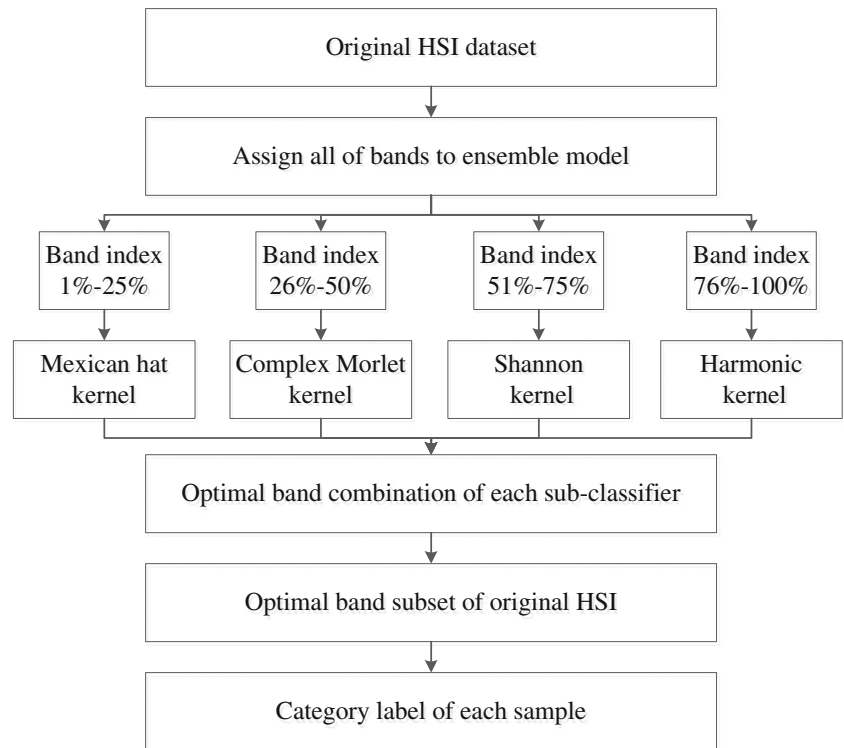 Original HSI dataset
Assign all of bands to ensemble model
Band index
1%-25%
Band index
26%-50%
Band index
51%-75%
Band index
76%-100%
Mexican hat
kernel
Complex Morlet
kernel
Shannon
kernel
Harmonic
kernel
Optimal band combination of each sub-classifier
Optimal band subset of original HSI
Category label of each sample